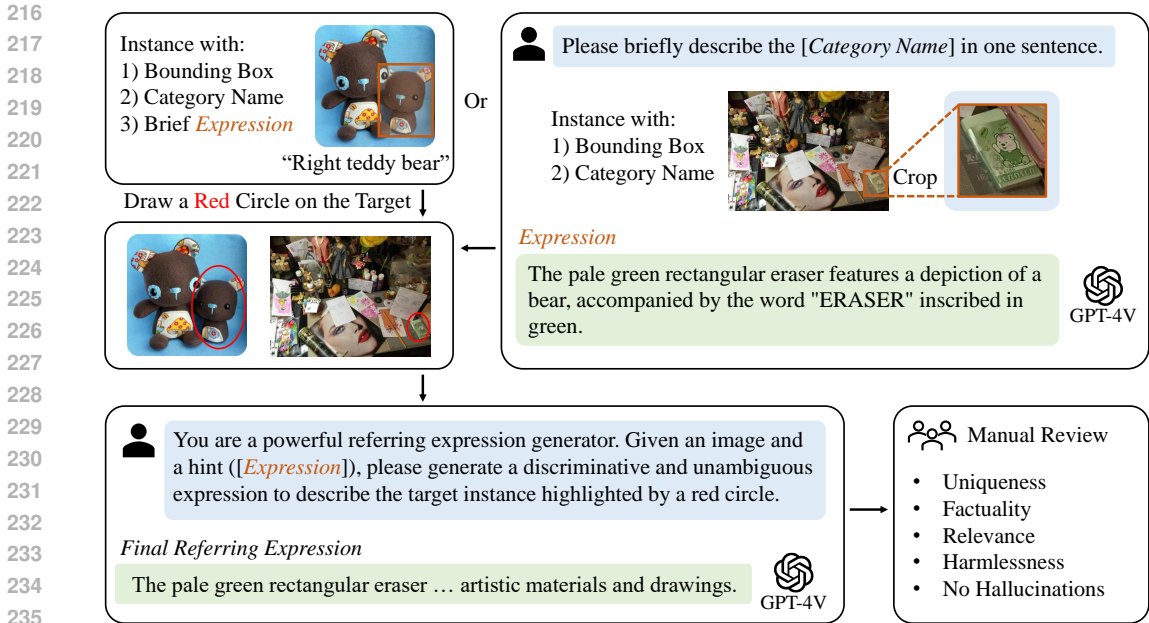 216
217
218
219
220
221
222
223
224
225
226
227
228
229
230
231
232
233
234
235
Instance with:
1) Bounding Box
2) Category Name
3) Brief Expression
“Right teddy bear”
Or
Please briefly describe the [Category Name] in one sentence.
Instance with:
1) Bounding Box
2) Category Name
Crop
Expression
The pale green rectangular eraser features a depiction of a
bear, accompanied by the word "ERASER" inscribed in
green.
GPT-4V
Draw a Red Circle on the Target
You are a powerful referring expression generator. Given an image and
a hint ([Expression]), please generate a discriminative and unambiguous
expression to describe the target instance highlighted by a red circle.
Final Referring Expression
The pale green rectangular eraser … artistic materials and drawings.
GPT-4V
Manual Review
• Uniqueness
• Factuality
• Relevance
• Harmlessness
• No Hallucinations